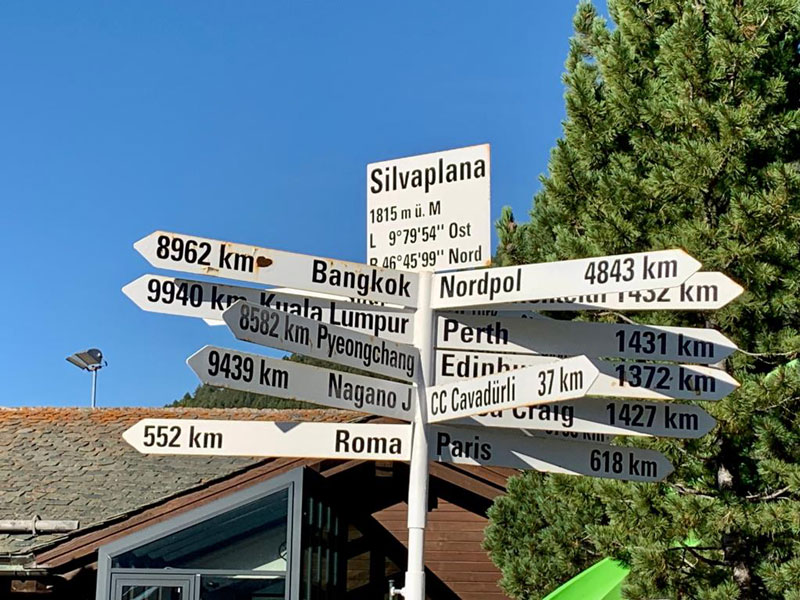 Silvaplana
1815 m ü. M
L 9°79'54'' Ost
B 46°45'99'' Nord
8962 km Bangkok
Nordpol 4843 km
9940 km Kuala Lumpur
1432 km
8582 km Pyeongchang
Perth 1431 km
9439 km Nagano J
1372 km
CC Cavadürli 37 km
Craig 1427 km
552 km Roma
Paris 618 km